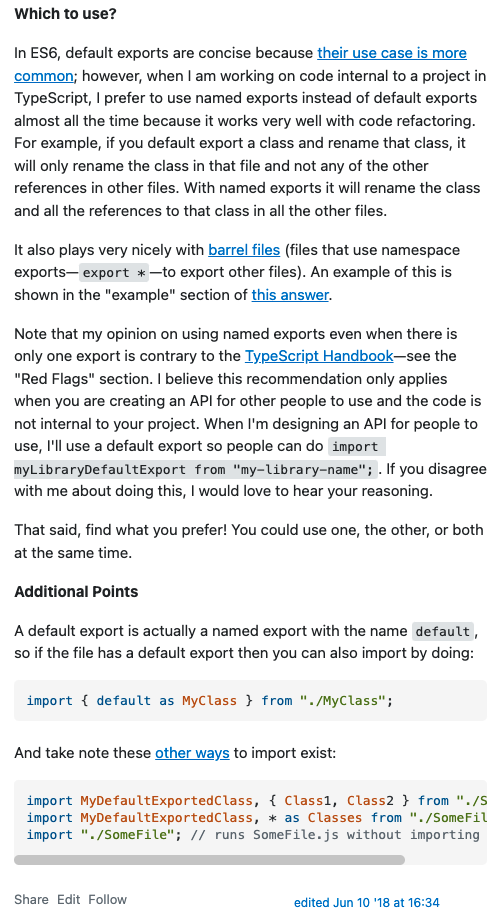 Which to use?
In ES6, default exports are concise because their use case is more
common; however, when I am working on code internal to a project in
TypeScript, I prefer to use named exports instead of default exports
almost all the time because it works very well with code refactoring.
For example, if you default export a class and rename that class, it
will only rename the class in that file and not any of the other
references in other files. With named exports it will rename the class
and all the references to that class in all the other files.
It also plays very nicely with barrel files (files that use namespace
exports—export *—to export other files). An example of this is
shown in the "example" section of this answer.
Note that my opinion on using named exports even when there is
only one export is contrary to the TypeScript Handbook—see the
"Red Flags" section. I believe this recommendation only applies
when you are creating an API for other people to use and the code is
not internal to your project. When I'm designing an API for people to
use, I'll use a default export so people can do import
myLibraryDefaultExport from "my-library-name";. If you disagree
with me about doing this, I would love to hear your reasoning.
That said, find what you prefer! You could use one, the other, or both
at the same time.
Additional Points
A default export is actually a named export with the name default,
so if the file has a default export then you can also import by doing:
import { default as MyClass } from "./MyClass";
And take note these other ways to import exist:
import MyDefaultExportedClass, { Class1, Class2 } from "./S
import MyDefaultExportedClass, * as Classes from "./SomeFil
import "./SomeFile"; // runs SomeFile.js without importing
Share Edit Follow
edited Jun 10 '18 at 16:34